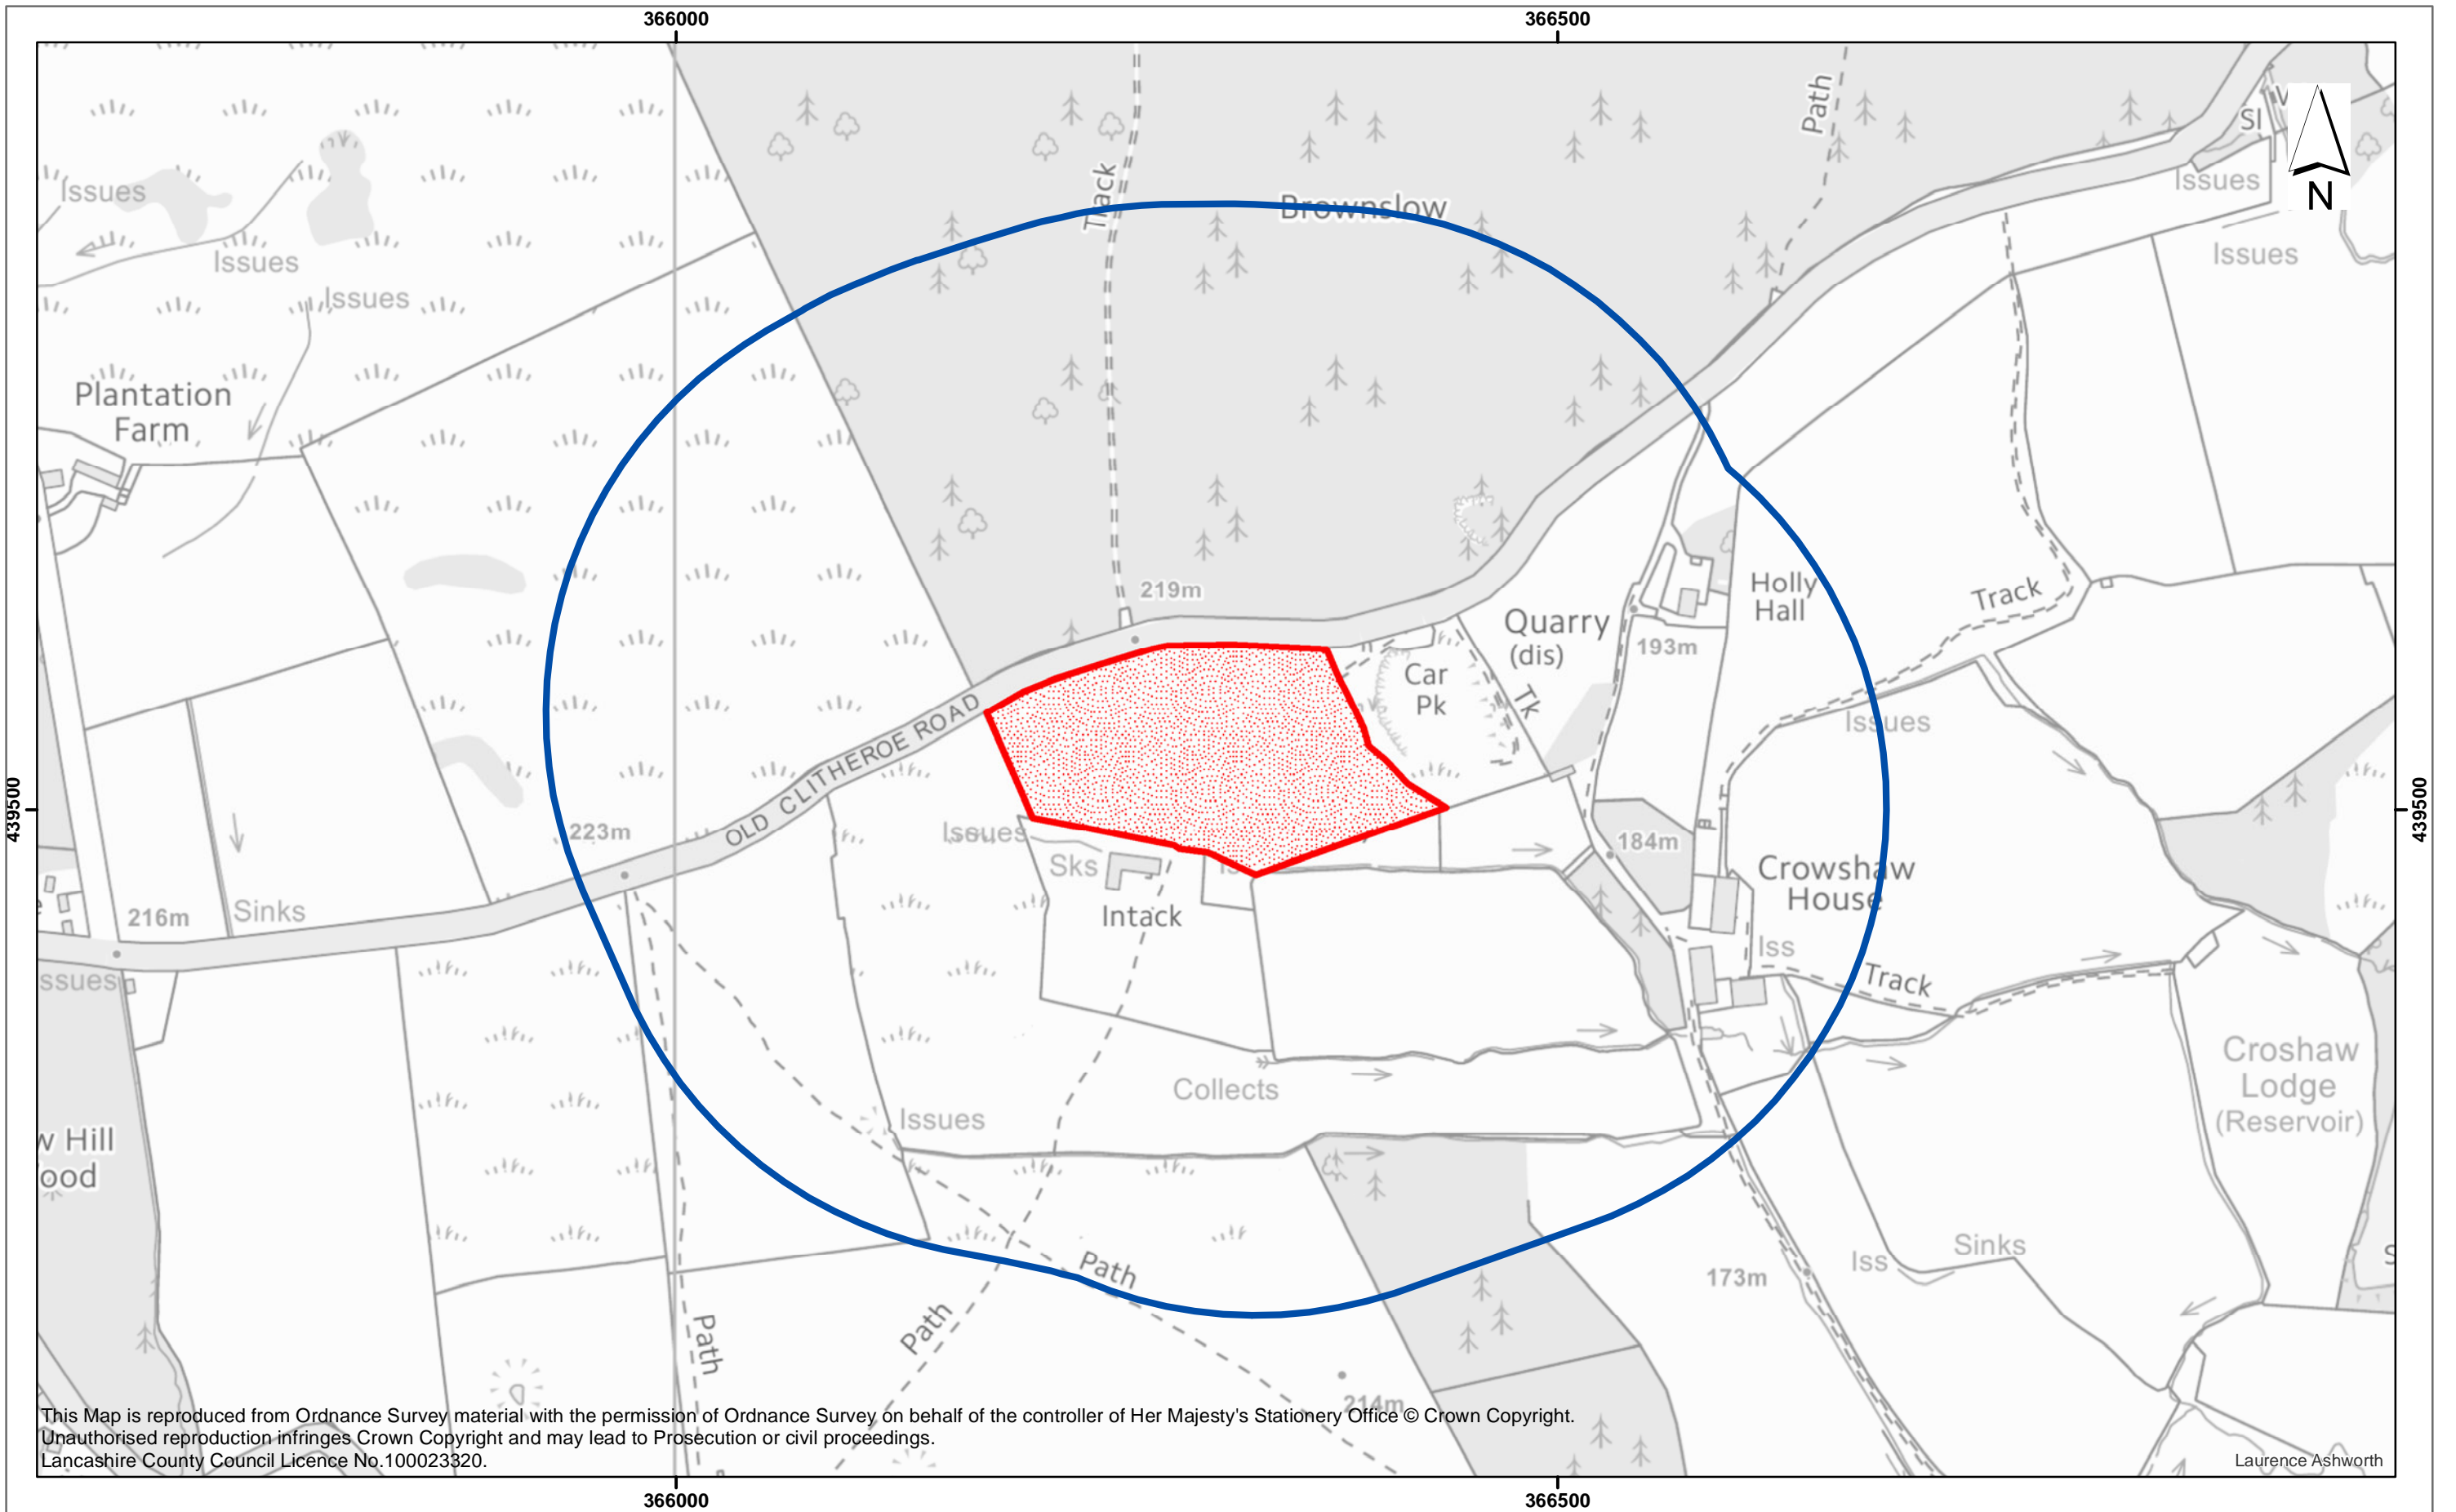 366000
366500
Path
Sl
N
Issues
Issues
Track
Brownslow
Issues
Issues
Issues
Plantation
Farm
219m
Holly
Hall
Quarry
(dis)
193m
Track
Car
Pk
Tk
OLD CLITHEROE ROAD
Issues
439500
439500
223m
Issues
184m
Sks
Crowshaw
House
216m
Sinks
Intack
Iss
Track
ssues
Collects
Croshaw
Lodge
(Reservoir)
Issues
w Hill
ood
Path
Iss
Sinks
173m
Path
Path
214m
This Map is reproduced from Ordnance Survey material with the permission of Ordnance Survey on behalf of the controller of Her Majesty's Stationery Office © Crown Copyright.
Unauthorised reproduction infringes Crown Copyright and may lead to Prosecution or civil proceedings.
Lancashire County Council Licence No.100023320.
Laurence Ashworth
366000
366500